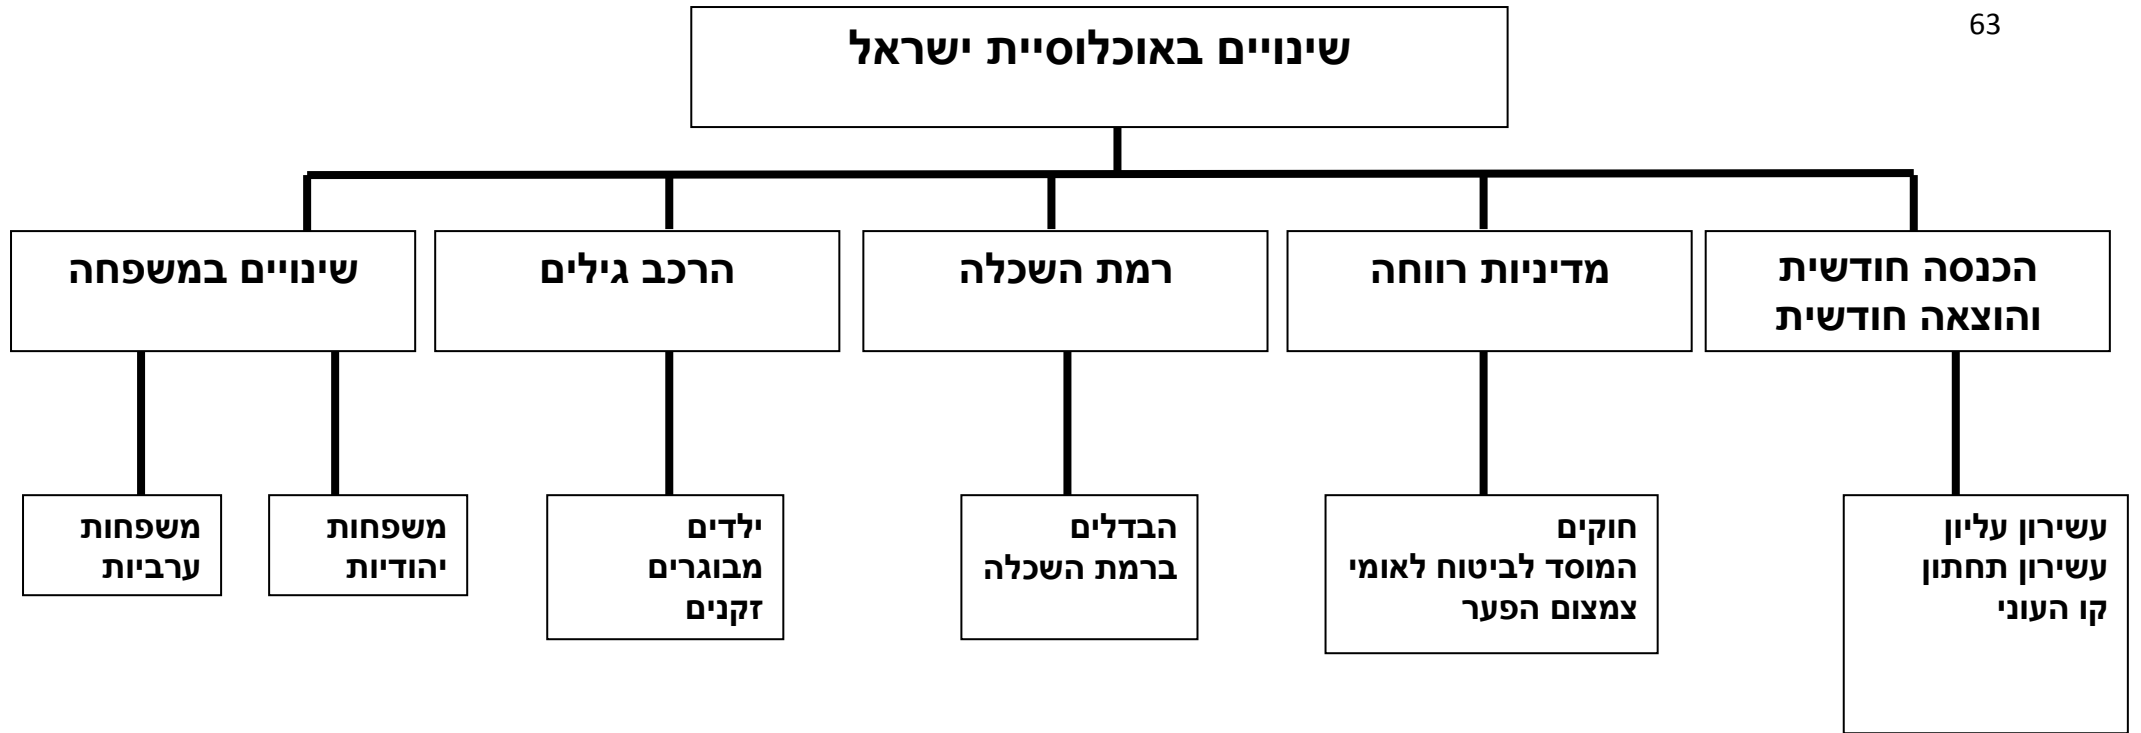 63
שינויים באוכלוסיית ישראל
הכנסה חודשית
והוצאה חודשית
מדיניות רווחה
רמת השכלה
הרכב גילים
שינויים במשפחה
עשירון עליון
עשירון תחתון
קו העוני
חוקים
המוסד לביטוח לאומי
צמצום הפער
הבדלים
ברמת השכלה
ילדים
מבוגרים
זקנים
משפחות
יהודיות
משפחות
ערביות